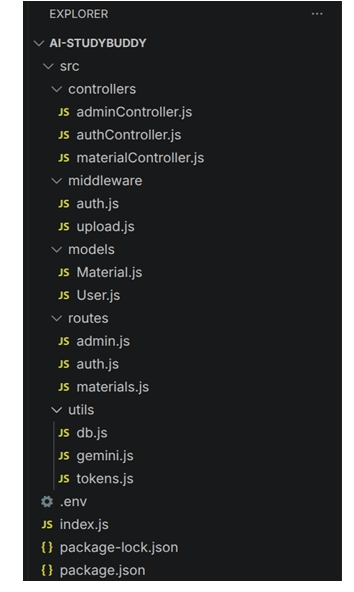 EXPLORER ...
AI-STUDYBUDDY
src
controllers
JS adminController.js
JS authController.js
JS materialController.js
middleware
JS auth.js
JS upload.js
models
JS Material.js
JS User.js
routes
JS admin.js
JS auth.js
JS materials.js
utils
JS db.js
JS gemini.js
JS tokens.js
.env
JS index.js
{} package-lock.json
{} package.json